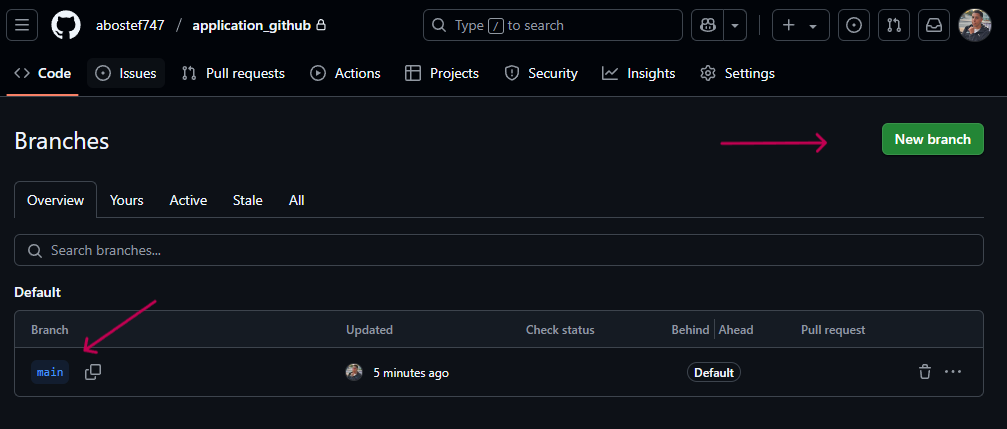 abostef747 / application_github Type / to search
Code Issues Pull requests Actions Projects Security Insights Settings
Branches
New branch
Overview Yours Active Stale All
Search branches...
Default
Branch Updated Check status Behind Ahead Pull request
main 5 minutes ago Default